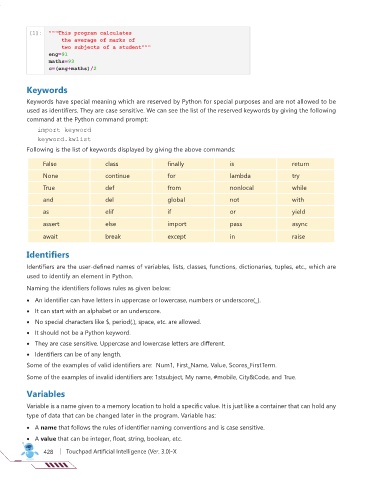 [1]: """This program calculates
the average of marks of
two subjects of a student"""
eng=91
maths=98
s=(eng+maths)/2
Keywords
Keywords have special meaning which are reserved by Python for special purposes and are not allowed to be
used as identifiers. They are case sensitive. We can see the list of the reserved keywords by giving the following
command at the Python command prompt:
import keyword
keyword.kwlist
Following is the list of keywords displayed by giving the above commands:
False class finally is return
None continue for lambda try
True def from nonlocal while
and del global not with
as elif if or yield
assert else import pass async
await break except in raise
Identifiers
Identifiers are the user-defined names of variables, lists, classes, functions, dictionaries, tuples, etc., which are
used to identify an element in Python.
Naming the identifiers follows rules as given below:
• An identifier can have letters in uppercase or lowercase, numbers or underscore(_).
• It can start with an alphabet or an underscore.
• No special characters like $, period(.), space, etc. are allowed.
• It should not be a Python keyword.
• They are case sensitive. Uppercase and lowercase letters are different.
• Identifiers can be of any length.
Some of the examples of valid identifiers are: Num1, First_Name, Value, Scores_FirstTerm.
Some of the examples of invalid identifiers are: 1stsubject, My name, #mobile, City&Code, and True.
Variables
Variable is a name given to a memory location to hold a specific value. It is just like a container that can hold any
type of data that can be changed later in the program. Variable has:
• A name that follows the rules of identifier naming conventions and is case sensitive.
• A value that can be integer, float, string, boolean, etc.
428 | Touchpad Artificial Intelligence (Ver. 3.0)-X